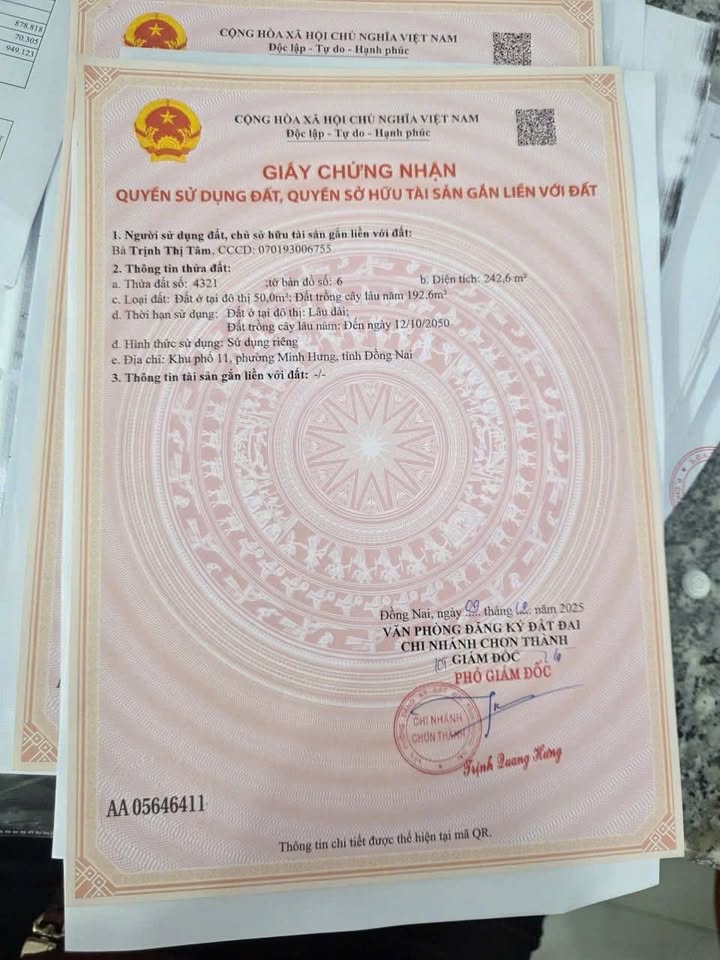 878.818
70.305
949.123
CỘNG HÒA XÃ HỘI CHỦ NGHĨA VIỆT NAM
Độc lập - Tự do - Hạnh phúc
CỘNG HÒA XÃ HỘI CHỦ NGHĨA VIỆT NAM
Độc lập - Tự do - Hạnh phúc
GIẤY CHỨNG NHẬN
QUYỀN SỬ DỤNG ĐẤT, QUYỀN SỞ HỮU TÀI SẢN GẮN LIỀN VỚI ĐẤT
1. Người sử dụng đất, chủ sở hữu tài sản gắn liền với đất:
Bà Trịnh Thị Tâm, CCCD: 070193006755
2. Thông tin thửa đất:
a. Thửa đất số: 4321 ;tờ bản đồ số: 6 b. Diện tích: 242,6 m²
c. Loại đất: Đất ở tại đô thị 50,0m²; Đất trồng cây lâu năm 192,6m²
d. Thời hạn sử dụng: Đất ở tại đô thị: Lâu dài;
Đất trồng cây lâu năm: Đến ngày 12/10/2050
đ. Hình thức sử dụng: Sử dụng riêng
e. Địa chỉ: Khu phố 11, phường Minh Hưng, tỉnh Đồng Nai
3. Thông tin tài sản gắn liền với đất: -/-
Đồng Nai, ngày 09 tháng 12 năm 2025
VĂN PHÒNG ĐĂNG KÝ ĐẤT ĐAI
CHI NHÁNH CHƠN THÀNH
GIÁM ĐỐC
PHÓ GIÁM ĐỐC
CHI NHÁNH
CHƠN THÀNH
Trịnh Quang Hưng
AA 05646411
Thông tin chi tiết được thể hiện tại mã QR.